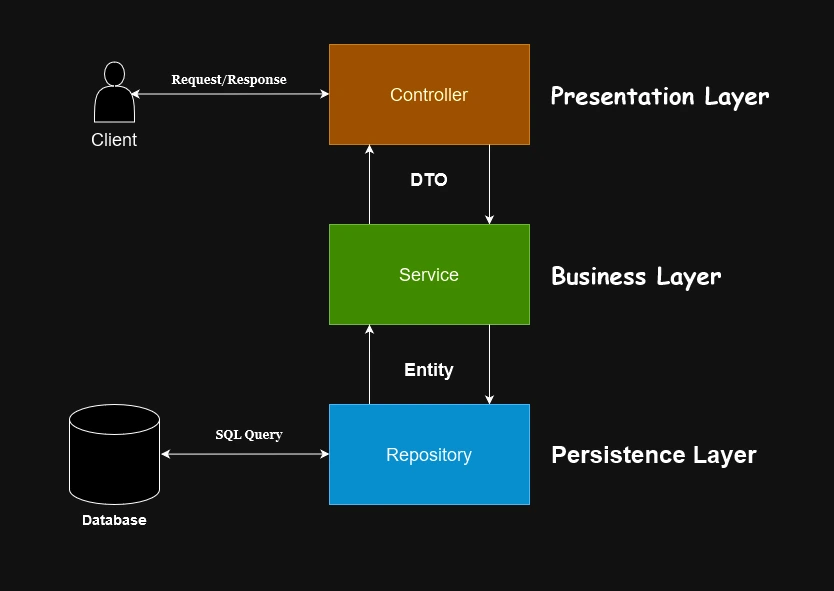 Request/Response
Controller
Presentation Layer
Client
DTO
Service
Business Layer
Entity
SQL Query
Repository
Persistence Layer
Database